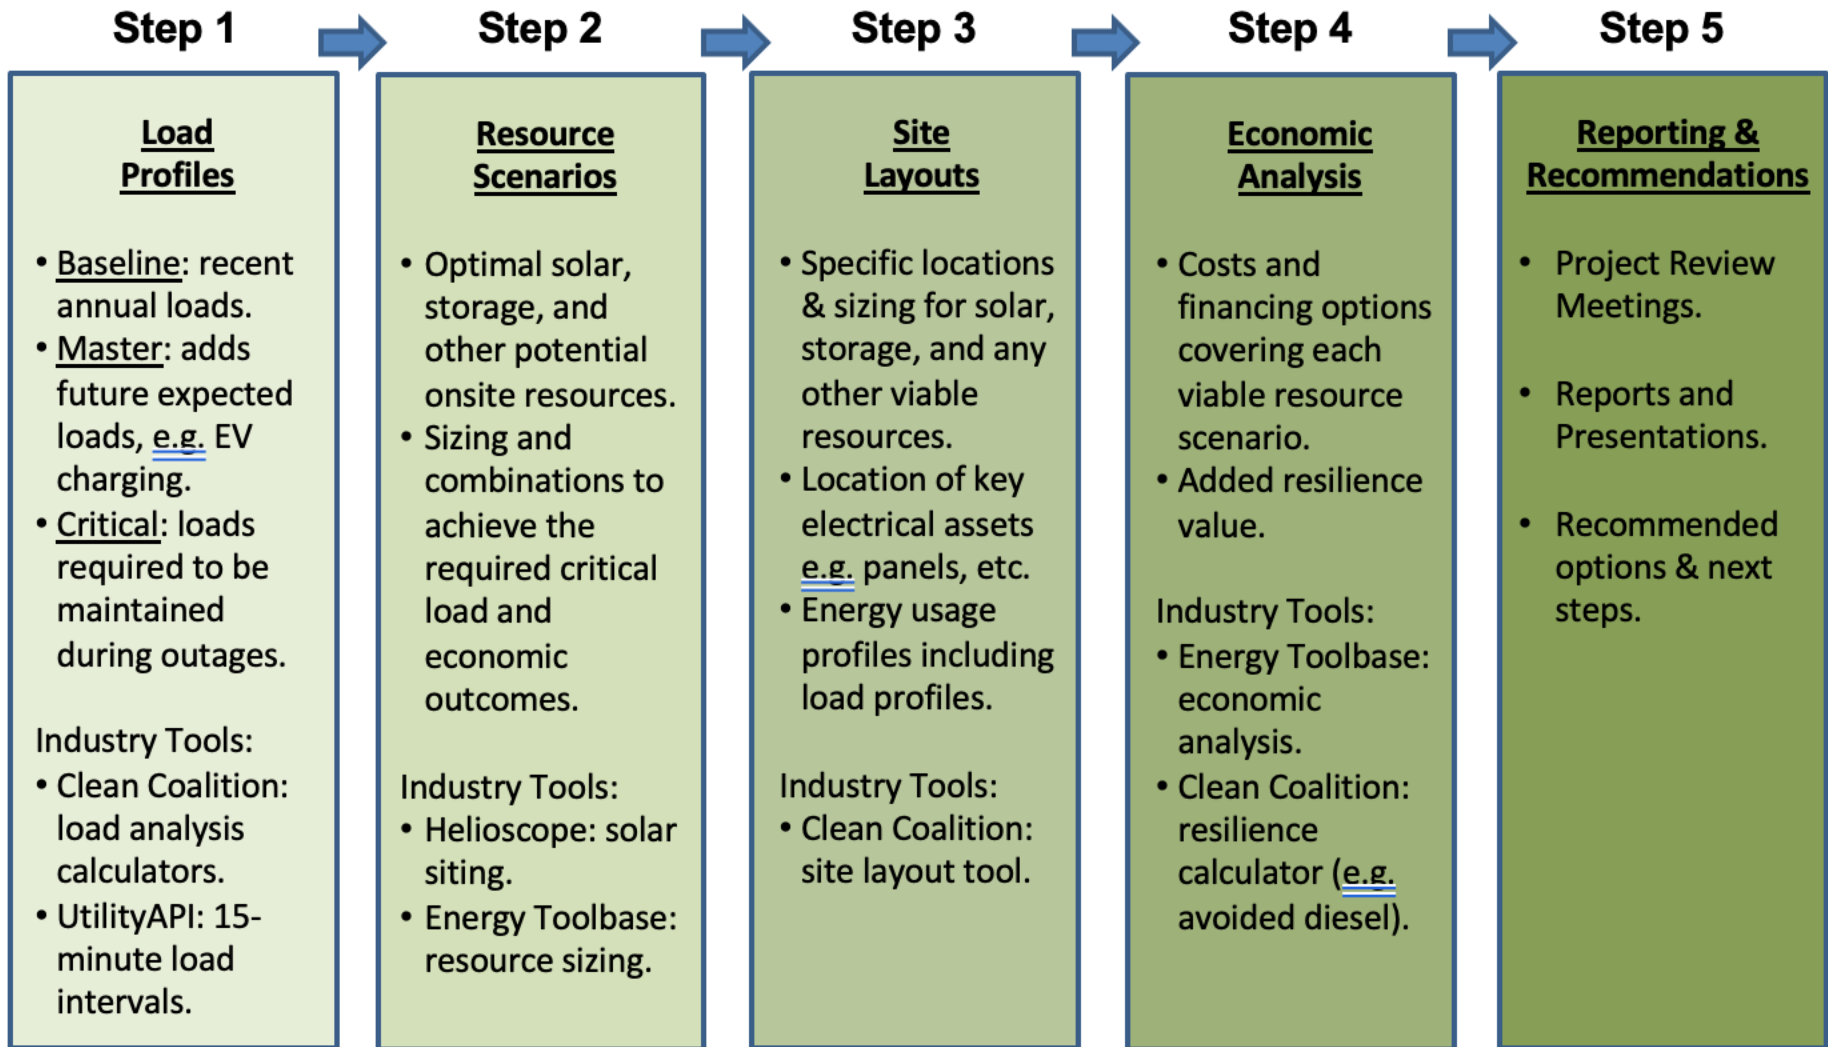 Step 1
Step 2
Step 3
Step 4
Step 5
Load
Profiles
• Baseline: recent
annual loads.
• Master: adds
future expected
loads, e.g. EV
charging.
• Critical: loads
required to be
maintained
during outages.
Industry Tools:
• Clean Coalition:
load analysis
calculators.
• UtilityAPI: 15-
minute load
intervals.
Resource
Scenarios
• Optimal solar,
storage, and
other potential
onsite resources.
• Sizing and
combinations to
achieve the
required critical
load and
economic
outcomes.
Industry Tools:
• Helioscope: solar
siting.
• Energy Toolbase:
resource sizing.
Site
Layouts
• Specific locations
& sizing for solar,
storage, and any
other viable
resources.
• Location of key
electrical assets
e.g. panels, etc.
• Energy usage
profiles including
load profiles.
Industry Tools:
• Clean Coalition:
site layout tool.
Economic
Analysis
• Costs and
financing options
covering each
viable resource
scenario.
• Added resilience
value.
Industry Tools:
• Energy Toolbase:
economic
analysis.
• Clean Coalition:
resilience
calculator (e.g.
avoided diesel).
Reporting &
Recommendations
• Project Review
Meetings.
• Reports and
Presentations.
• Recommended
options & next
steps.